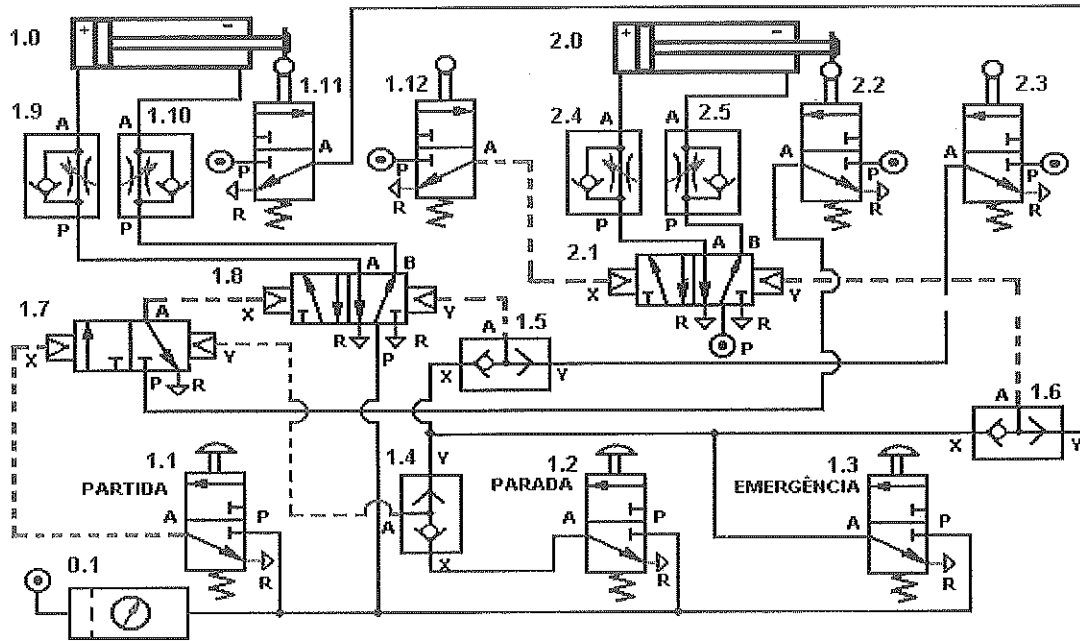 + -
1.0
1.11
1.12
2.0
+ -
2.2
2.3
1.9
A
A
1.10
A
P
R
A
P
R
2.4
A
A
2.5
A
P
R
A
P
R
P
P
P
P
1.8
A
B
2.1
A
B
1.7
A
X
T
T
Y
X
T
T
Y
R
P
R
R
R
P
A
1.5
X
Y
X
T
T
Y
P
R
X
Y
A
1.6
X
Y
1.1
PARTIDA
A
P
R
1.4
Y
A
X
1.2
PARADA
A
P
R
1.3
EMERGÊNCIA
A
P
R
0.1